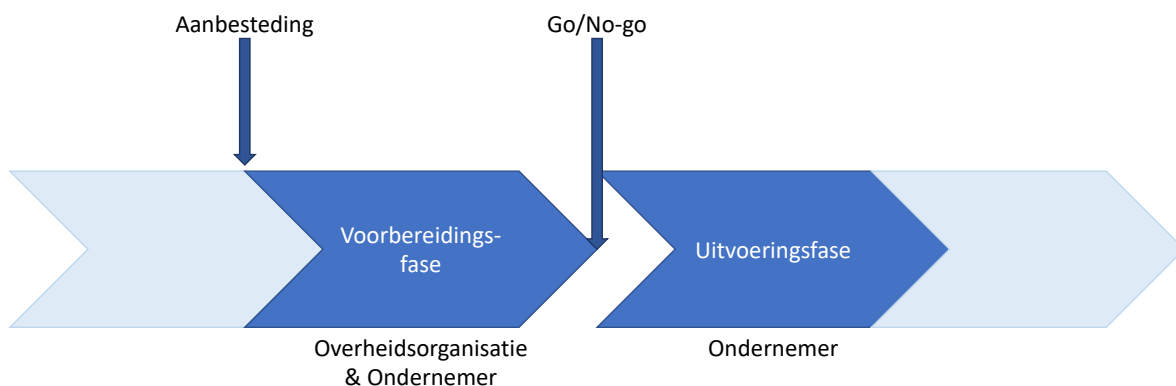 Aanbesteding
Go/No-go
Voorbereidings-
fase
Uitvoeringsfase
Overheidsorganisatie
& Ondernemer
Ondernemer